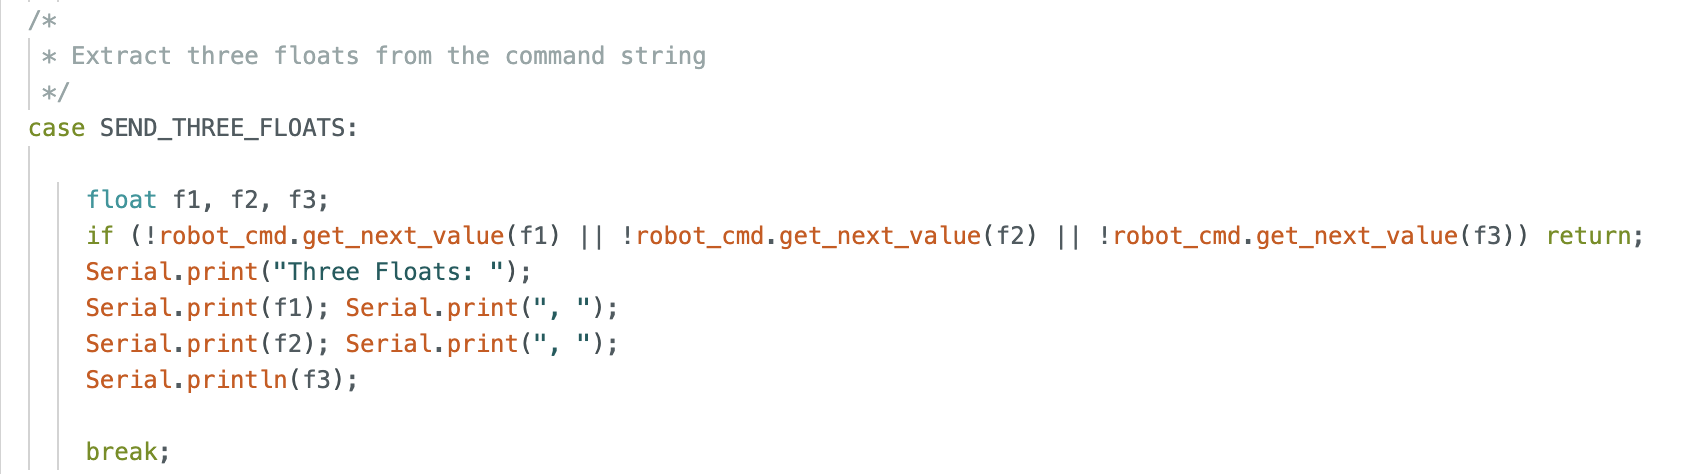 /*
* Extract three floats from the command string
*/
case SEND_THREE_FLOATS:
float f1, f2, f3;
if (!robot_cmd.get_next_value(f1) || !robot_cmd.get_next_value(f2) || !robot_cmd.get_next_value(f3)) return;
Serial.print("Three Floats: ");
Serial.print(f1); Serial.print(", ");
Serial.print(f2); Serial.print(", ");
Serial.println(f3);
break;